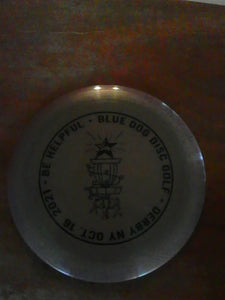 BE HELPFUL • BLUE DOG DISC GOLF • DERBY NY OCT. 16 2021 •